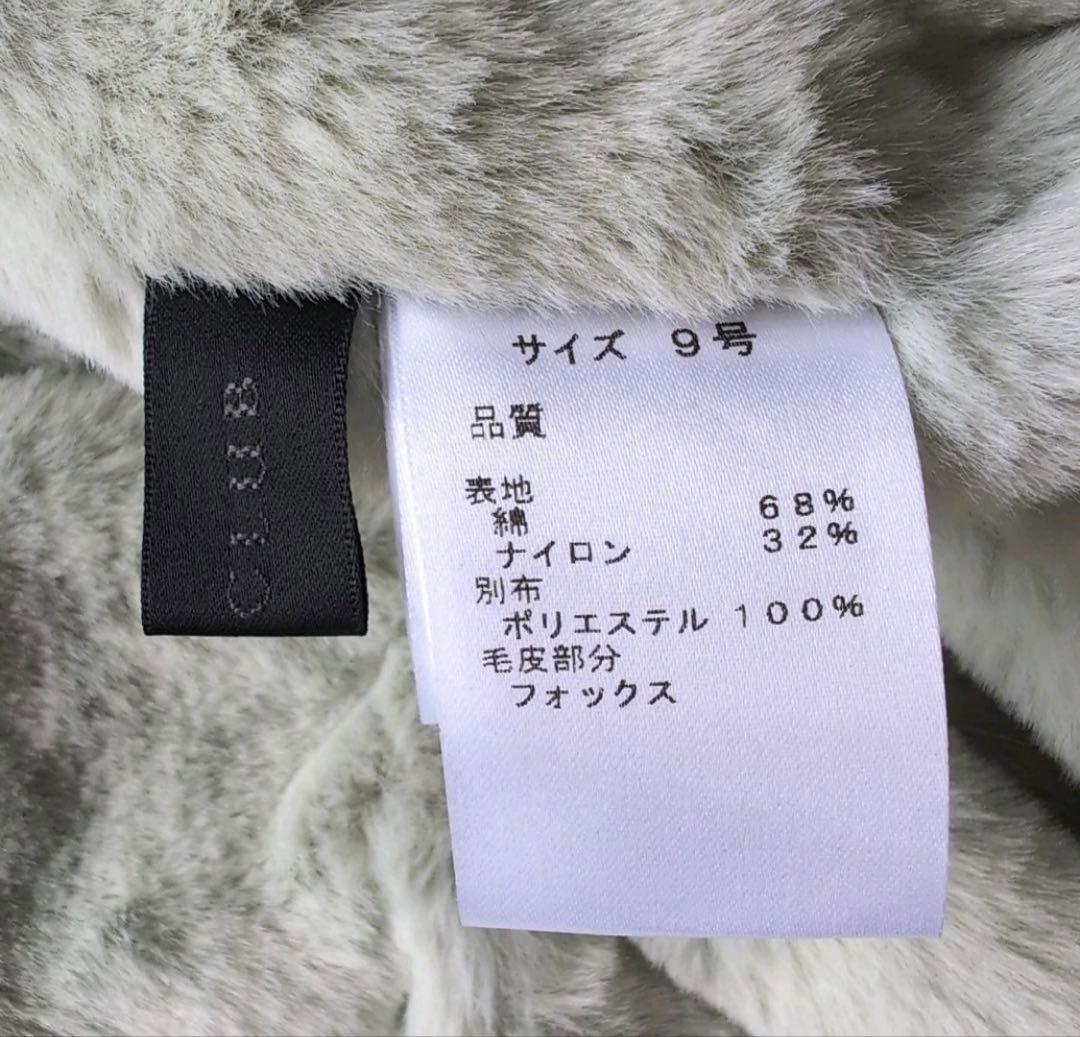 CLUB
サイズ 9号
品質
表地
綿 68%
ナイロン 32%
別布
ポリエステル 100%
毛皮部分
フォックス